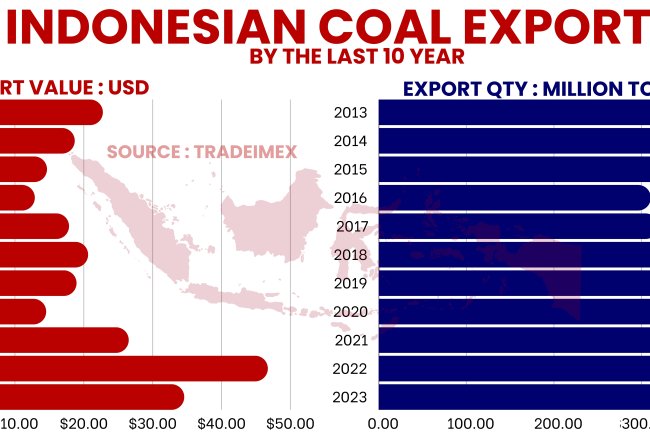 INDONESIAN COAL EXPORT
BY THE LAST 10 YEAR
RT VALUE : USD
EXPORT QTY : MILLION TO
SOURCE : TRADEIMEX
2013
2014
2015
2016
2017
2018
2019
2020
2021
2022
2023
10.00 $20.00 $30.00 $40.00 $50.00
0.00 100.00 200.00 300.